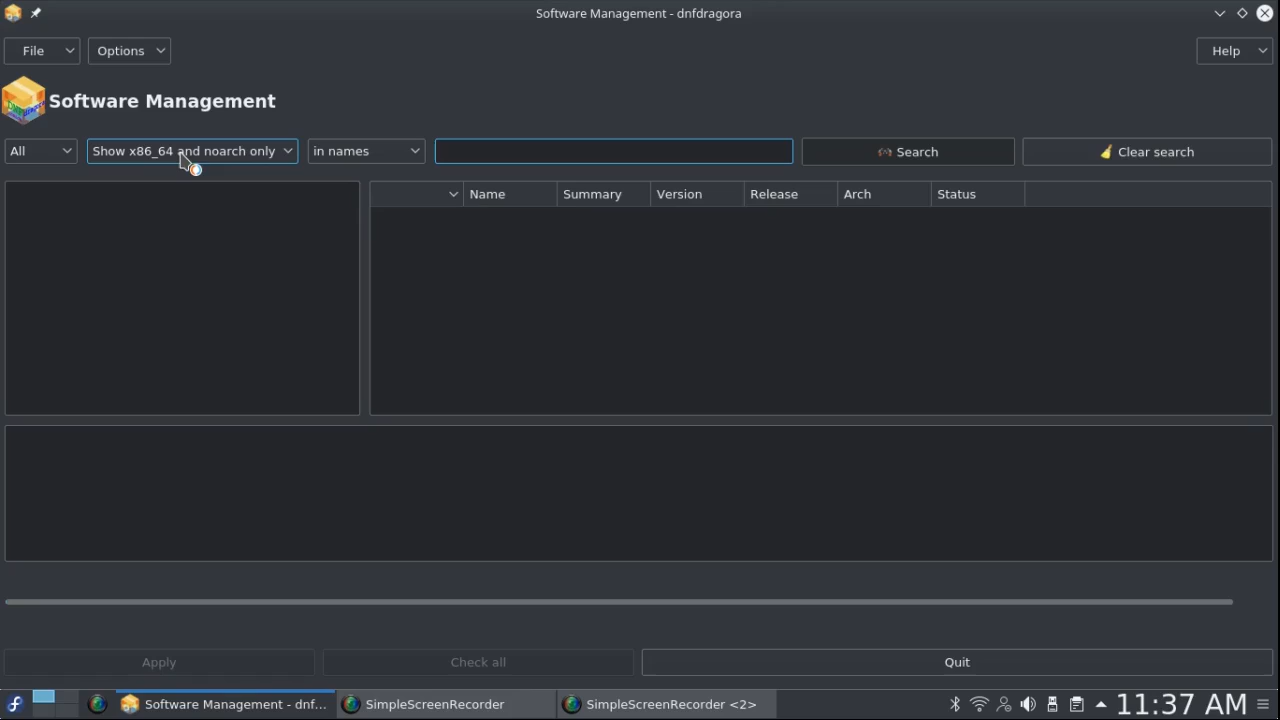 Software Management - dnfdragora
File Options Help
Software Management
All Show x86_64 and noarch only in names Search Clear search
Name Summary Version Release Arch Status
Apply Check all Quit
Software Management - dnf... SimpleScreenRecorder SimpleScreenRecorder <2> 11:37 AM